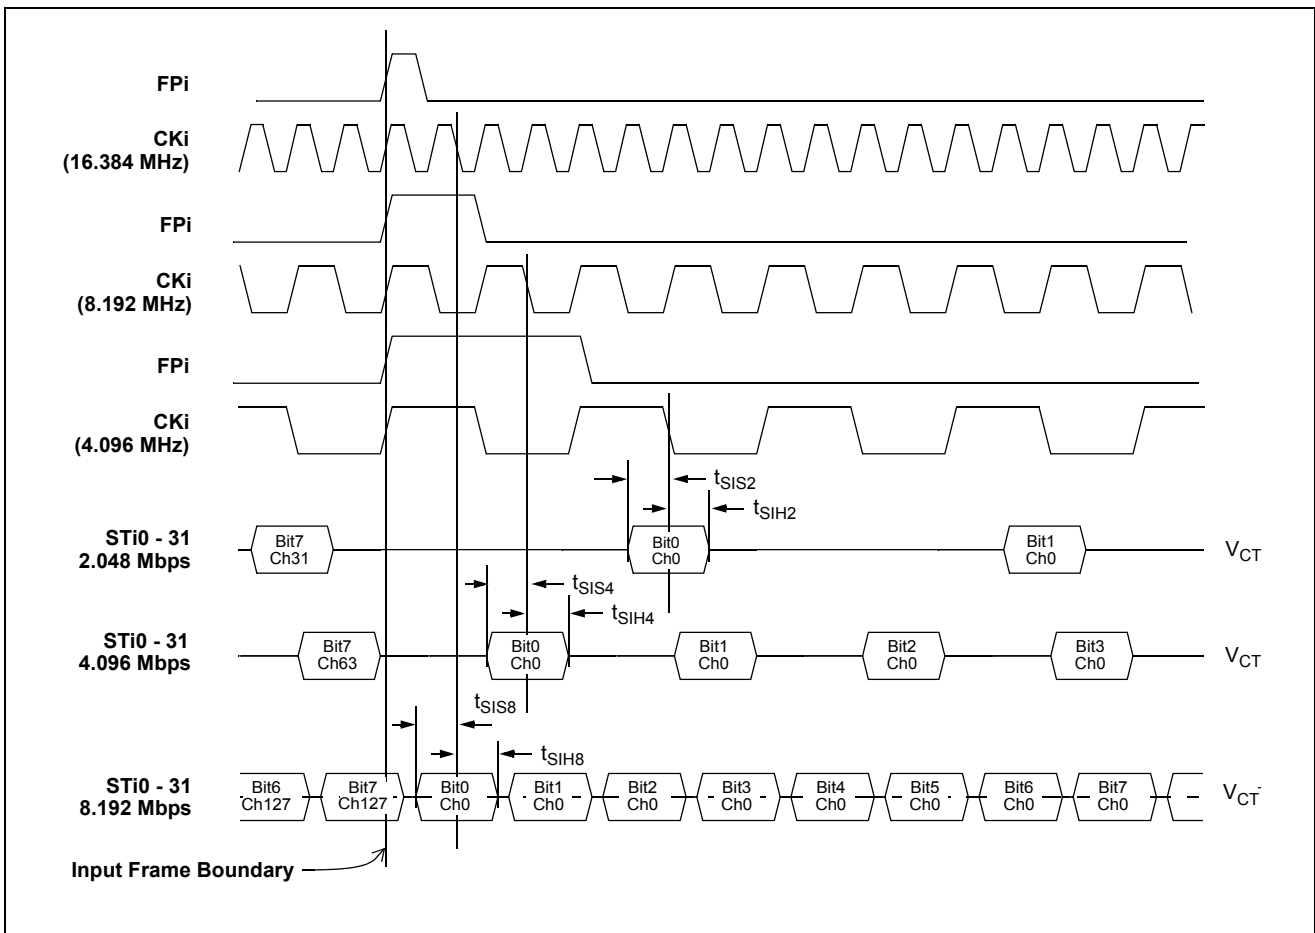 FPi
CKi
(16.384 MHz)
FPi
CKi
(8.192 MHz)
FPi
CKi
(4.096 MHz)
tSIS2
tSIH2
STi0 - 31
2.048 Mbps
Bit7
Ch31
Bit0
Ch0
Bit1
Ch0
VCT
tSIS4
tSIH4
STi0 - 31
4.096 Mbps
Bit7
Ch63
Bit0
Ch0
Bit1
Ch0
Bit2
Ch0
Bit3
Ch0
VCT
tSIS8
tSIH8
STi0 - 31
8.192 Mbps
Bit6
Ch127
Bit7
Ch127
Bit0
Ch0
Bit1
Ch0
Bit2
Ch0
Bit3
Ch0
Bit4
Ch0
Bit5
Ch0
Bit6
Ch0
Bit7
Ch0
VCT
Input Frame Boundary